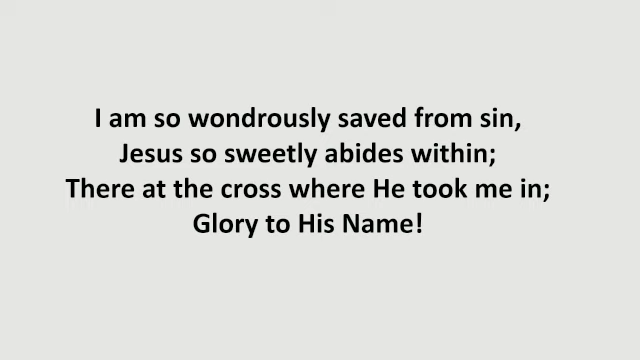 I am so wondrously saved from sin,
Jesus so sweetly abides within;
There at the cross where He took me in;
Glory to His Name!